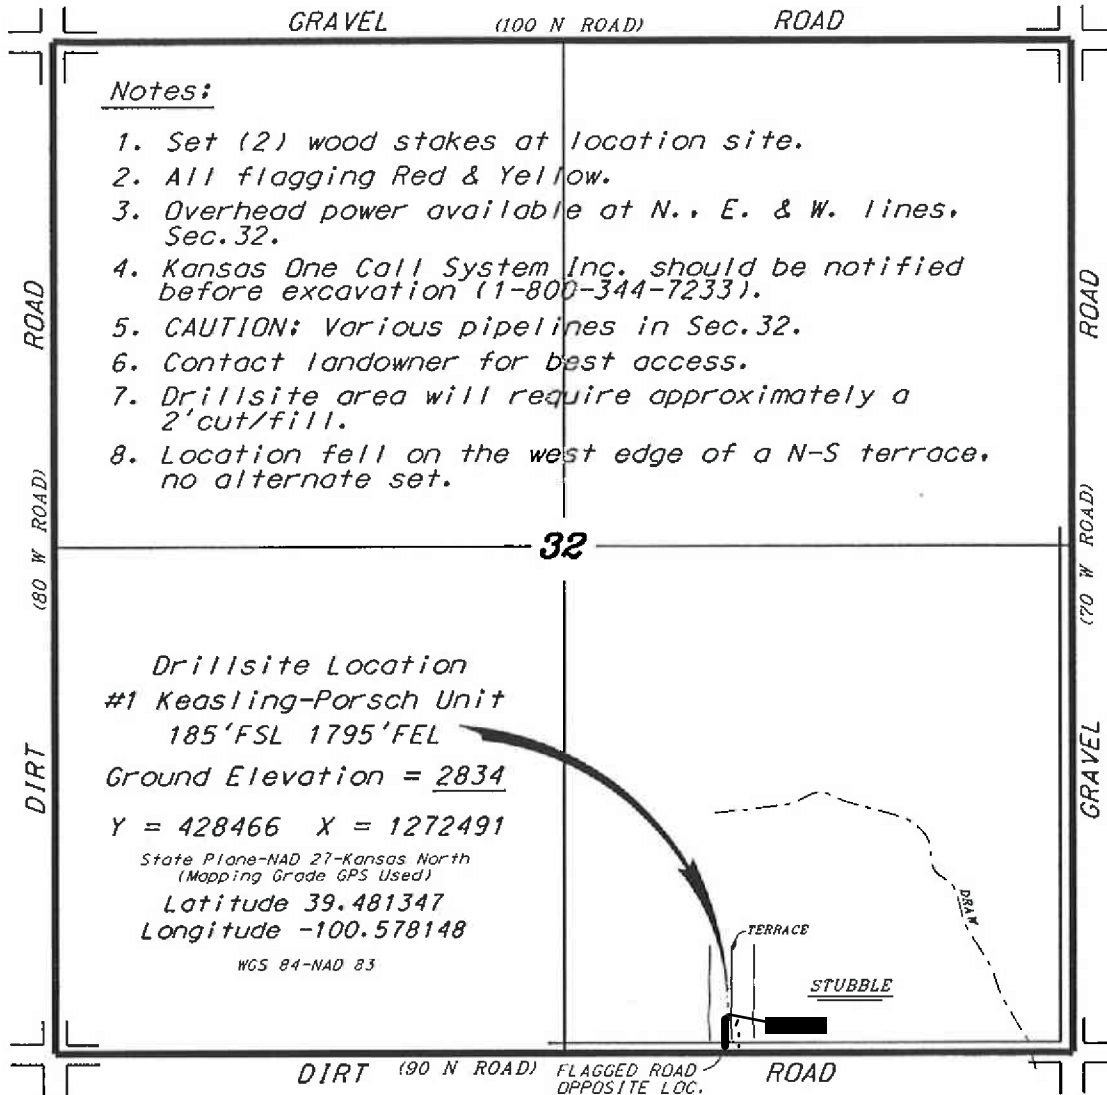 GRAVEL (100 N ROAD) ROAD
Notes:
1. Set (2) wood stakes at location site.
2. All flagging Red & Yellow.
3. Overhead power available at N., E. & W. lines,
Sec.32.
4. Kansas One Call System Inc. should be notified
before excavation (1-800-344-7233).
5. CAUTION: Various pipelines in Sec.32.
6. Contact landowner for best access.
7. Drillsite area will require approximately a
2'cut/fill.
8. Location fell on the west edge of a N-S terrace,
no alternate set.
ROAD
(80 W ROAD)
DIRT
ROAD
(70 W ROAD)
GRAVEL
32
Drillsite Location
#1 Keasling-Porsch Unit
185'FSL 1795'FEL
Ground Elevation = 2834
Y = 428466 X = 1272491
State Plane-NAD 27-Kansas North
(Mapping Grade GPS Used)
Latitude 39.481347
Longitude -100.578148
WGS 84-NAD 83
DRAW
TERRACE
STUBBLE
DIRT (90 N ROAD) FLAGGED ROAD ROAD
OPPOSITE LOC.